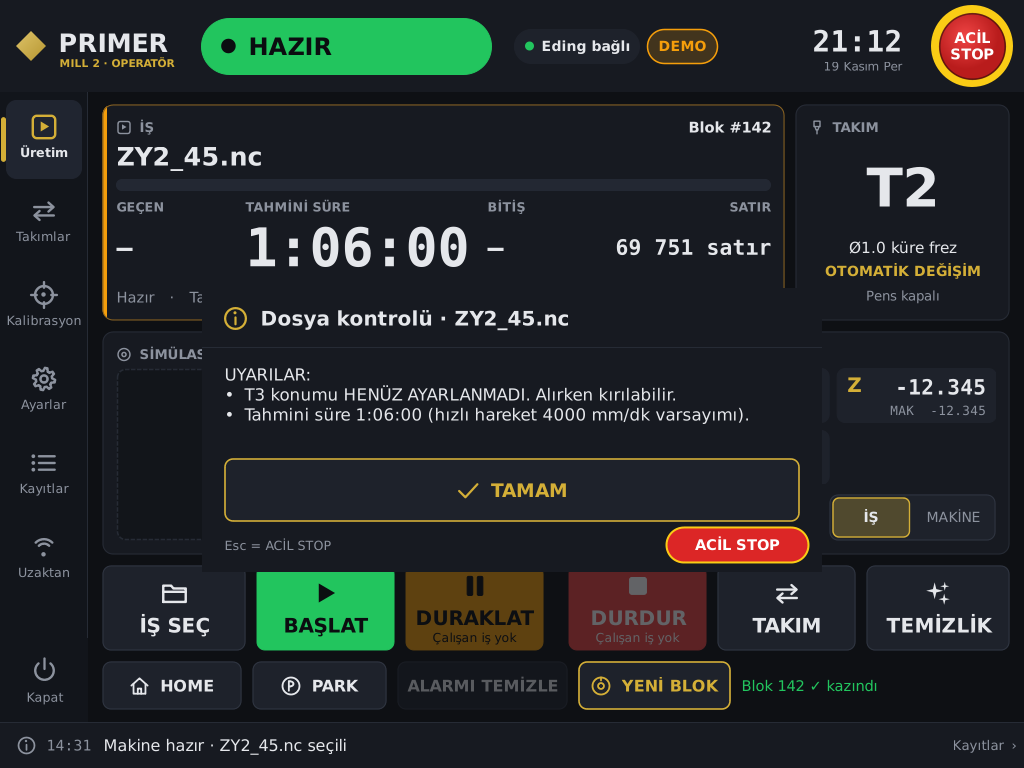 PRIMER
MILL 2 · OPERATÖR
HAZIR
Eding bağlı
DEMO
21:12
19 Kasım Per
ACİL
STOP
Üretim
Takımlar
Kalibrasyon
Ayarlar
Kayıtlar
Uzaktan
Kapat
İŞ
Blok #142
ZY2_45.nc
GEÇEN
TAHMİNİ SÜRE
BİTİŞ
SATIR
–
1:06:00
–
69 751 satır
Hazır ·
TAKIM
T2
Ø1.0 küre frez
OTOMATİK DEĞİŞİM
Pens kapalı
Dosya kontrolü · ZY2_45.nc
UYARILAR:
• T3 konumu HENÜZ AYARLANMADI. Alırken kırılabilir.
• Tahmini süre 1:06:00 (hızlı hareket 4000 mm/dk varsayımı).
TAMAM
Esc = ACİL STOP
ACİL STOP
SİMÜLAS
Z -12.345
MAK -12.345
İŞ
MAKİNE
İŞ SEÇ
BAŞLAT
DURAKLAT
Çalışan iş yok
DURDUR
Çalışan iş yok
TAKIM
TEMİZLİK
HOME
PARK
ALARMI TEMİZLE
YENİ BLOK
Blok 142 ✓ kazındı
14:31 Makine hazır · ZY2_45.nc seçili
Kayıtlar ›